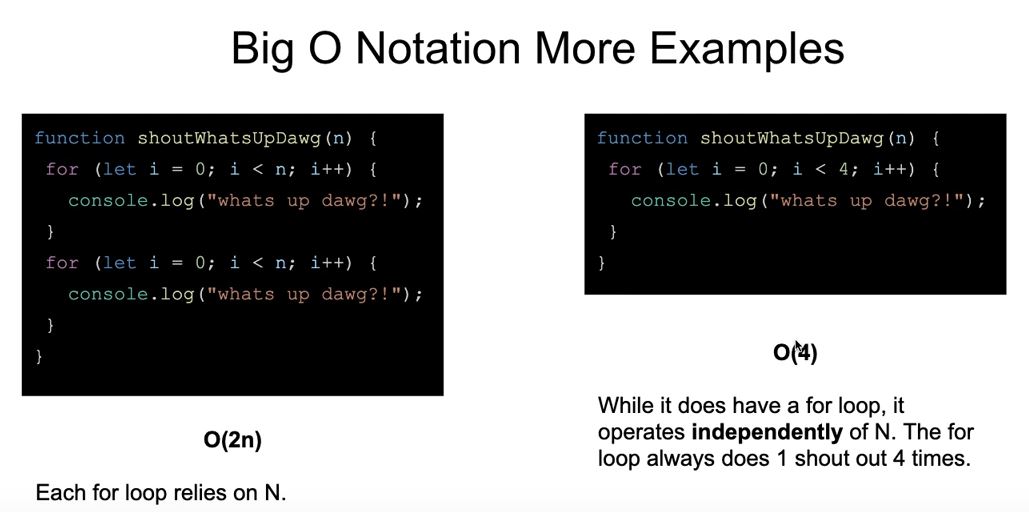 Big O Notation More Examples
function shoutWhatsUpDawg(n) {
for (let i = 0; i < n; i++) {
console.log("whats up dawg?!");
}
for (let i = 0; i < n; i++) {
console.log("whats up dawg?!");
}
}
O(2n)
Each for loop relies on N.
function shoutWhatsUpDawg(n) {
for (let i = 0; i < 4; i++) {
console.log("whats up dawg?!");
}
}
O(4)
While it does have a for loop, it
operates independently of N. The for
loop always does 1 shout out 4 times.